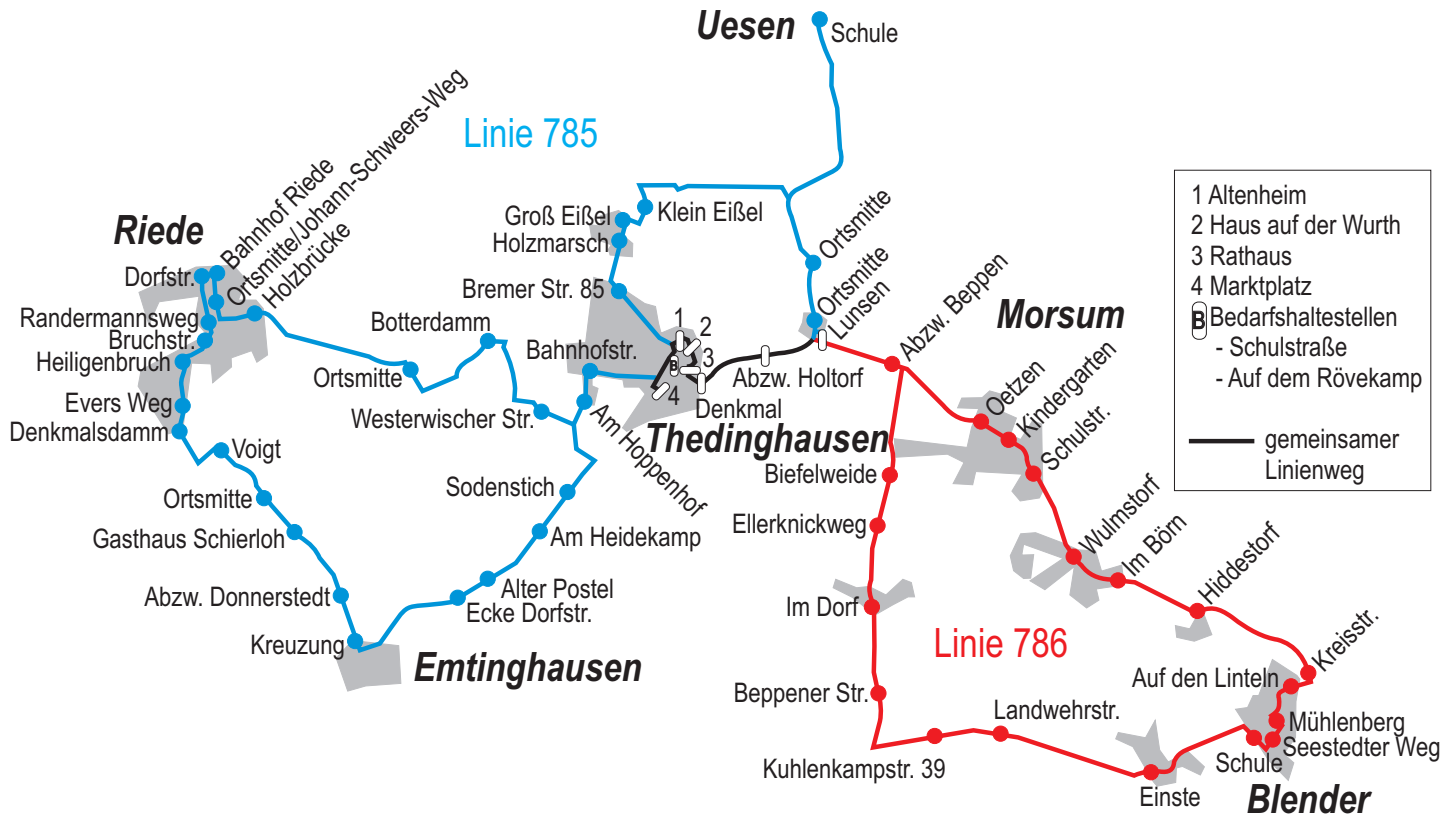 Uesen
Schule
Linie 785
Riede
Bahnhof Riede
Ortsmitte/Johann-Schweers-Weg
Holzbrücke
Dorfstr.
Randermannsweg
Bruchstr.
Heiligenbruch
Evers Weg
Denkmalsdamm
Voigt
Ortsmitte
Gasthaus Schierloh
Abzw. Donnerstedt
Kreuzung
Emtinghausen
Ecke Dorfstr.
Alter Postel
Am Heidekamp
Sodenstich
Ortsmitte
Botterdamm
Westerwischer Str.
Am Hoppenhof
Bahnhofstr.
Bremer Str. 85
Holzmarsch
Groß Eißel
Klein Eißel
Ortsmitte
Ortsmitte
Lunsen
1
2
3
B
4
Denkmal
Abzw. Holtorf
Thedinghausen
Abzw. Beppen
Morsum
Oetzen
Kindergarten
Schulstr.
Wulmstorf
Im Börn
Hiddestorf
Kreisstr.
Auf den Linteln
Mühlenberg
Seestedter Weg
Schule
Blender
Einste
Landwehrstr.
Kuhlenkampstr. 39
Beppener Str.
Im Dorf
Ellerknickweg
Biefelweide
Linie 786
1 Altenheim
2 Haus auf der Wurth
3 Rathaus
4 Marktplatz
B Bedarfshaltestellen
- Schulstraße
- Auf dem Rövekamp
gemeinsamer
Linienweg